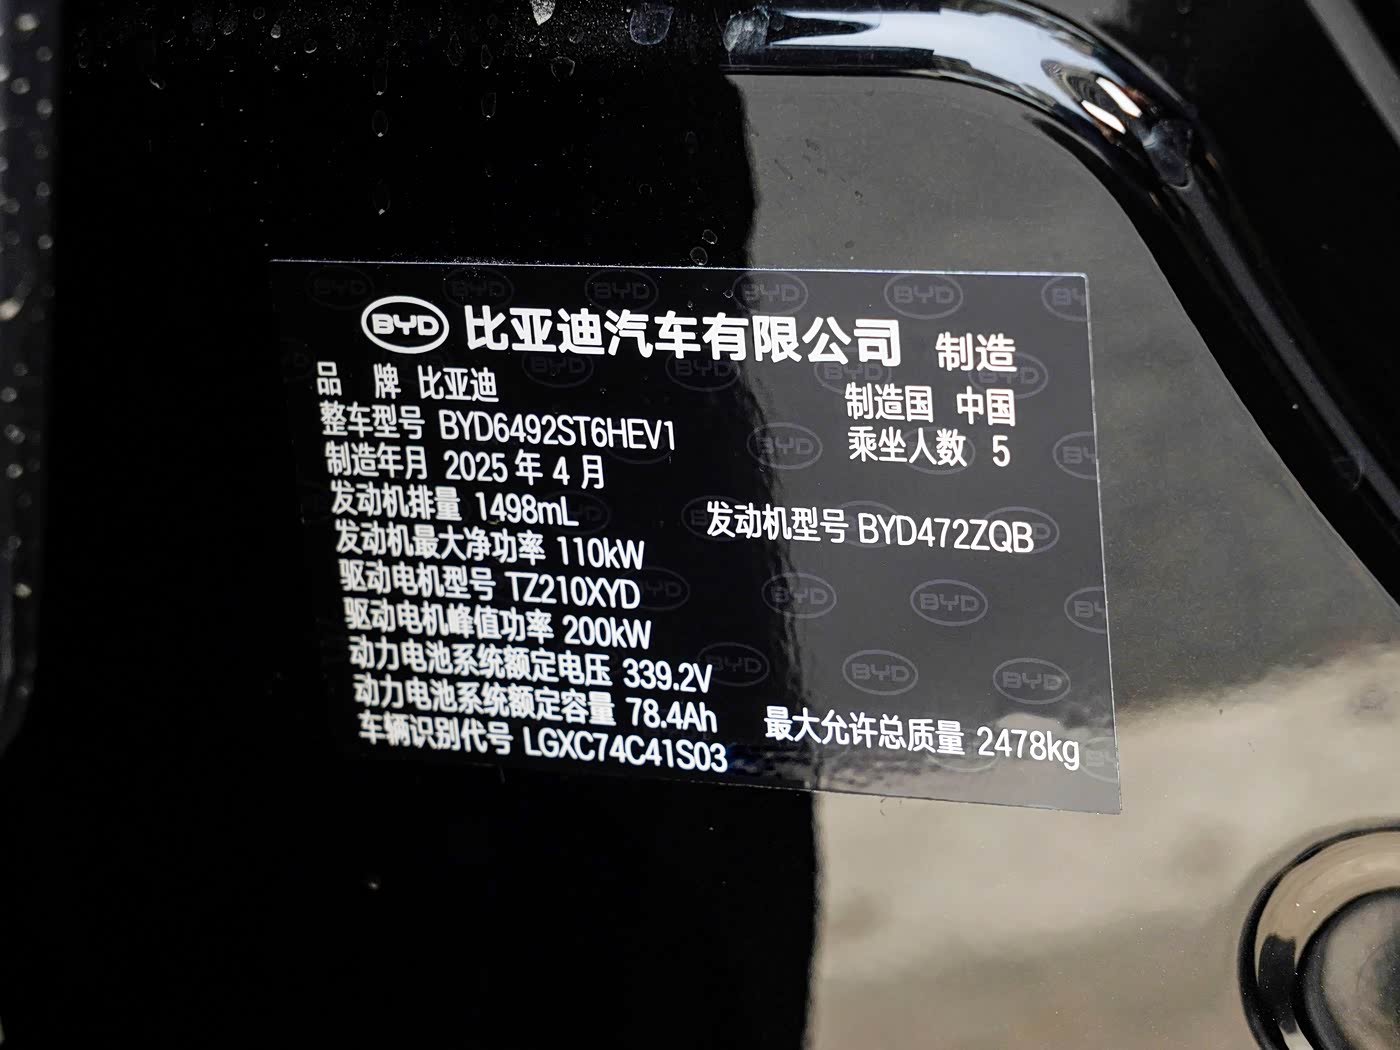 BYD 比亚迪汽车有限公司 制造
品 牌 比亚迪
制造国 中国
整车型号 BYD6492ST6HEV1
乘坐人数 5
制造年月 2025 年 4 月
发动机排量 1498mL
发动机型号 BYD472ZQB
发动机最大净功率 110kW
驱动电机型号 TZ210XYD
驱动电机峰值功率 200kW
动力电池系统额定电压 339.2V
动力电池系统额定容量 78.4Ah
最大允许总质量 2478kg
车辆识别代号 LGXC74C41S03